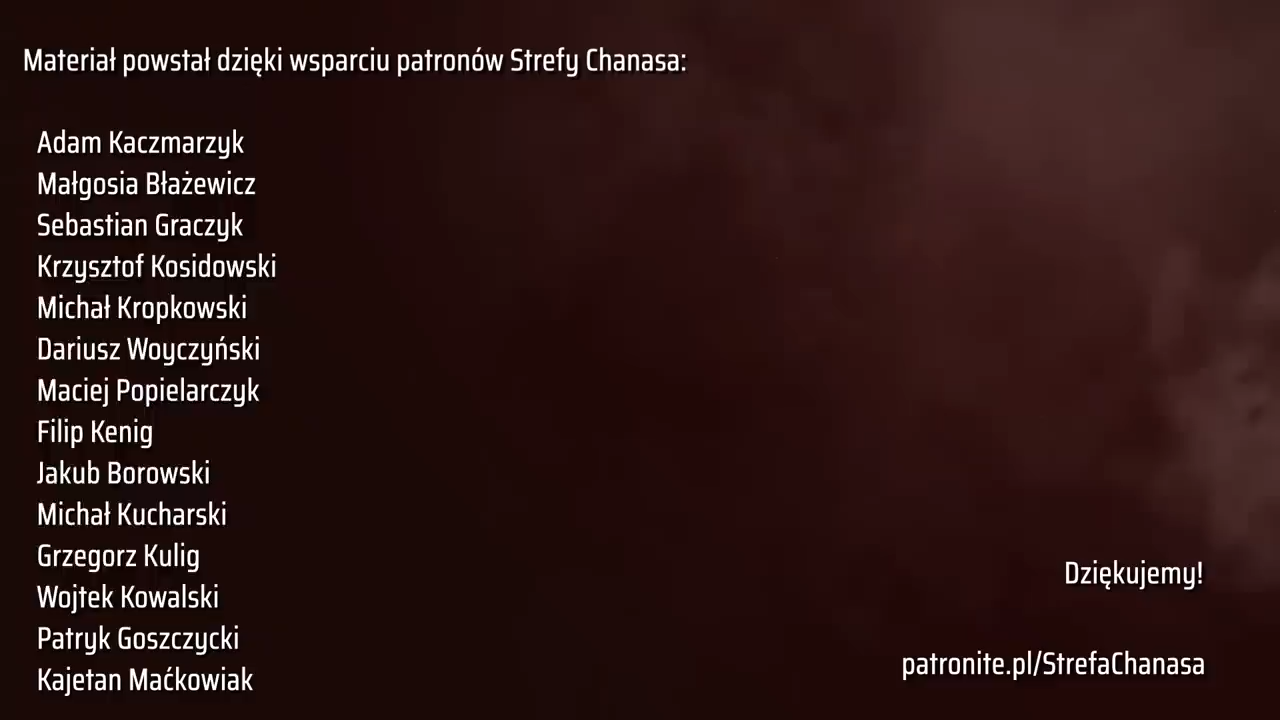 Materiał powstał dzięki wsparciu patronów Strefy Chanasa:
Adam Kaczmarzyk
Małgosia Błażewicz
Sebastian Graczyk
Krzysztof Kosidowski
Michał Kropkowski
Dariusz Woyczyński
Maciej Popielarczyk
Filip Kenig
Jakub Borowski
Michał Kucharski
Grzegorz Kulig
Wojtek Kowalski
Patryk Goszczycki
Kajetan Maćkowiak
Dziękujemy!
patronite.pl/StrefaChanasa